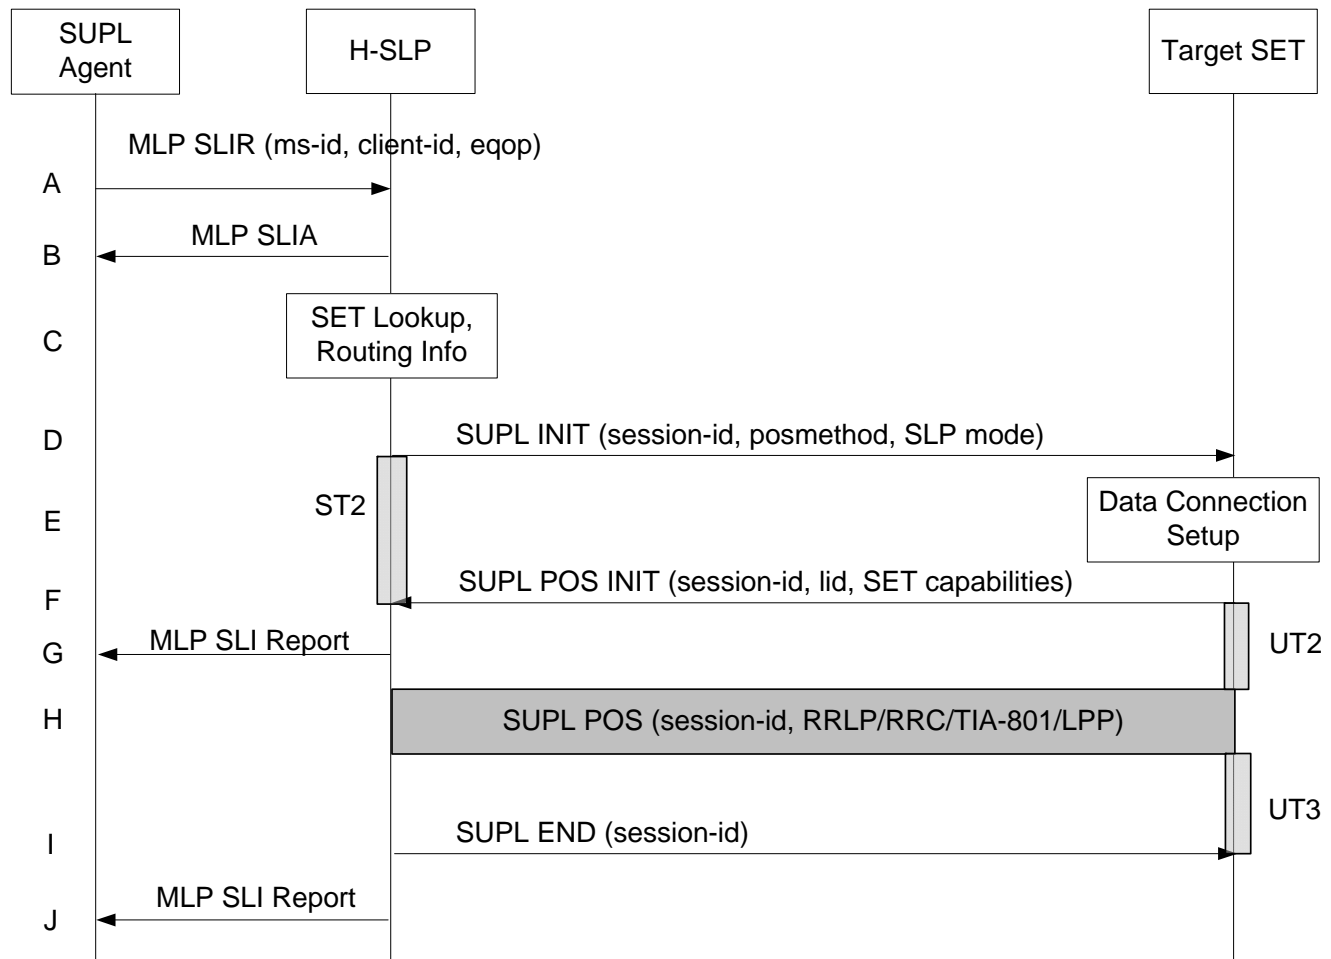 SUPL
Agent
H-SLP
Target SET
MLP SLIR (ms-id, client-id, eqop)
A
MLP SLIA
B
SET Lookup,
Routing Info
C
SUPL INIT (session-id, posmethod, SLP mode)
D
ST2
Data Connection
Setup
E
SUPL POS INIT (session-id, lid, SET capabilities)
F
MLP SLI Report
G
UT2
H
SUPL POS (session-id, RRLP/RRC/TIA-801/LPP)
UT3
SUPL END (session-id)
I
MLP SLI Report
J